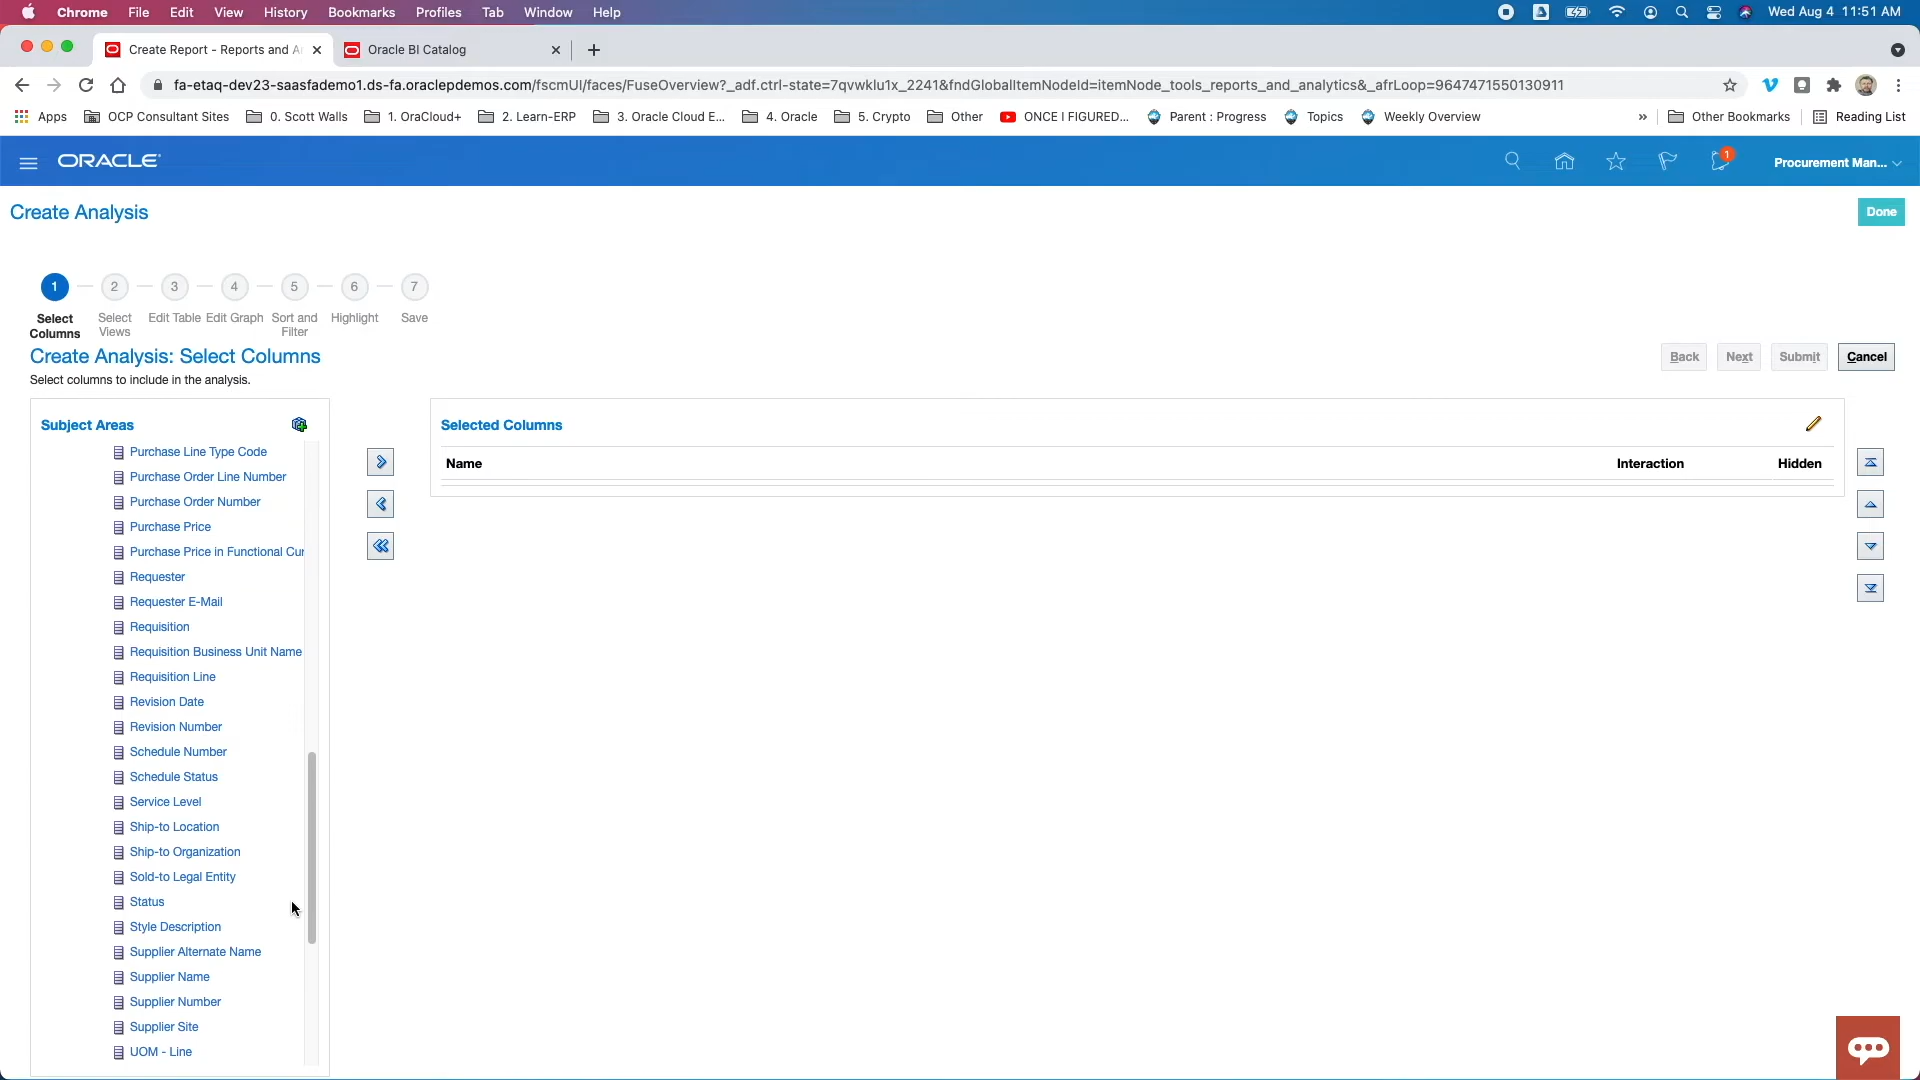 Chrome File Edit View History Bookmarks Profiles Tab Window Help Wed Aug 4 11:51 AM
Create Report - Reports and A Oracle BI Catalog
fa-etaq-dev23-saasfademo1.ds-fa.oraclepdemos.com/fscmUI/faces/FuseOverview?_adf.ctrl-state=7qvwklu1x_2241&fndGlobalItemNodeId=itemNode_tools_reports_and_analytics&_afrLoop=9647471550130911
Apps OCP Consultant Sites 0. Scott Walls 1. OraCloud+ 2. Learn-ERP 3. Oracle Cloud E... 4. Oracle 5. Crypto Other ONCE I FIGURED... Parent : Progress Topics Weekly Overview » Other Bookmarks Reading List
ORACLE 1 Procurement Man...
Create Analysis
Done
1 2 3 4 5 6 7
Select Columns Select Views Edit Table Edit Graph Sort and Filter Highlight Save
Create Analysis: Select Columns
Back Next Submit Cancel
Select columns to include in the analysis.
Subject Areas
Purchase Line Type Code
Purchase Order Line Number
Purchase Order Number
Purchase Price
Purchase Price in Functional Cur
Requester
Requester E-Mail
Requisition
Requisition Business Unit Name
Requisition Line
Revision Date
Revision Number
Schedule Number
Schedule Status
Service Level
Ship-to Location
Ship-to Organization
Sold-to Legal Entity
Status
Style Description
Supplier Alternate Name
Supplier Name
Supplier Number
Supplier Site
UOM - Line
Selected Columns
Name Interaction Hidden